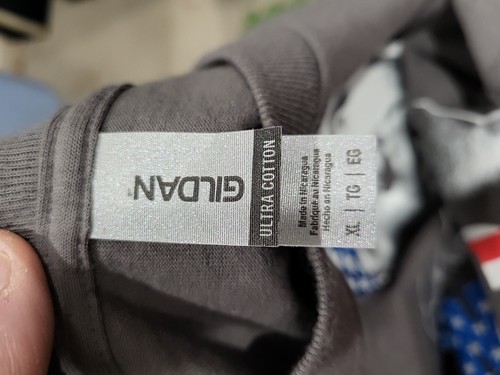 GILDAN
ULTRA COTTON
Made in Nicaragua
Fabriqué au Nicaragua
Hecho en Nicaragua
XL | TG | EG